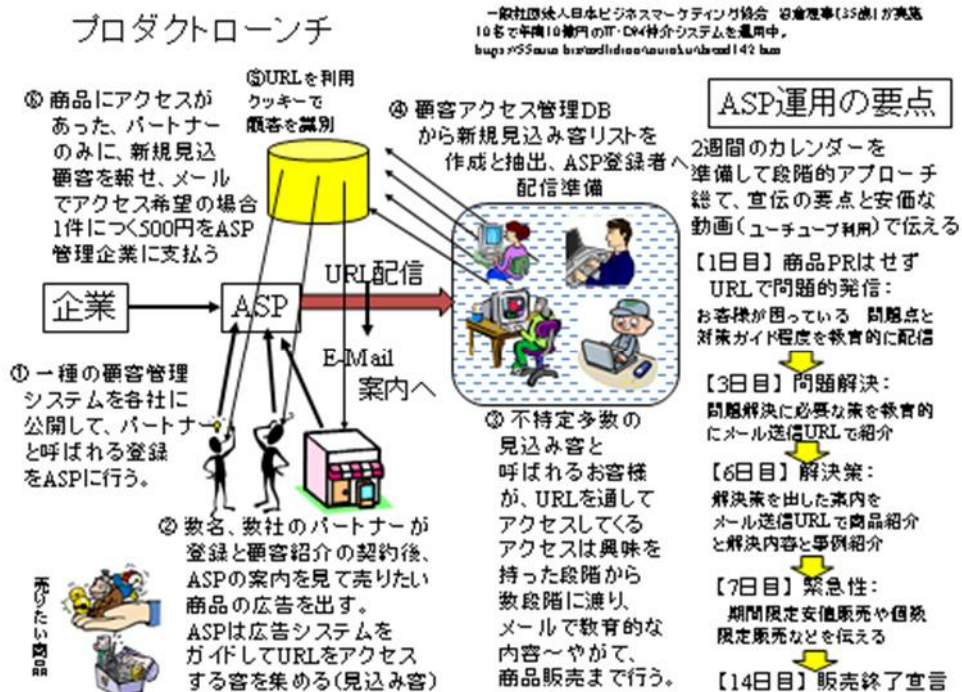 プロダクトローンチ
一般社団法人日本ビジネスマーケティング協会
10名で年商10億円のIT・DM仲介システムを運用中。
⑥ 商品にアクセスが
あった、パートナー
のみに、新規見込
顧客を報せ、メール
でアクセス希望の場合
1件につく500円をASP
管理企業に支払う
⑤URLを利用
クッキーで
顧客を識別
④ 顧客アクセス管理DB
から新規見込み客リストを
作成と抽出、ASP登録者へ
配信準備
企業
ASP
URL配信
E-Mail
案内へ
① 一種の顧客管理
システムを各社に
公開して、パートナー
と呼ばれる登録
をASPに行う。
② 数名、数社のパートナーが
登録と顧客紹介の契約後、
ASPの案内を見て売りたい
商品の広告を出す。
ASPは広告システムを
ガイドしてURLをアクセス
する客を集める(見込み客)
売りたい商品
③ 不特定多数の
見込み客と
呼ばれるお客様
が、URLを通して
アクセスしてくる
アクセスは興味を
持った段階から
数段階に渡り、
メールで教育的な
内容～やがて、
商品販売まで行う。
ASP運用の要点
2週間のカレンダーを
準備して段階的アプローチ
総て、宣伝の要点と安価な
動画(ユーチューブ利用)で伝える
【1日目】商品PRはせず
URLで問題的発信:
お客様が困っている 問題点と
対策ガイド程度を教育的に配信
【3日目】問題解決:
問題解決に必要な策を教育的
にメール送信URLで紹介
【6日目】解決策:
解決策を出した案内を
メール送信URLで商品紹介
と解決内容と事例紹介
【7日目】緊急性:
期間限定安値販売や個数
限定販売などを伝える
【14日目】販売終了宣言